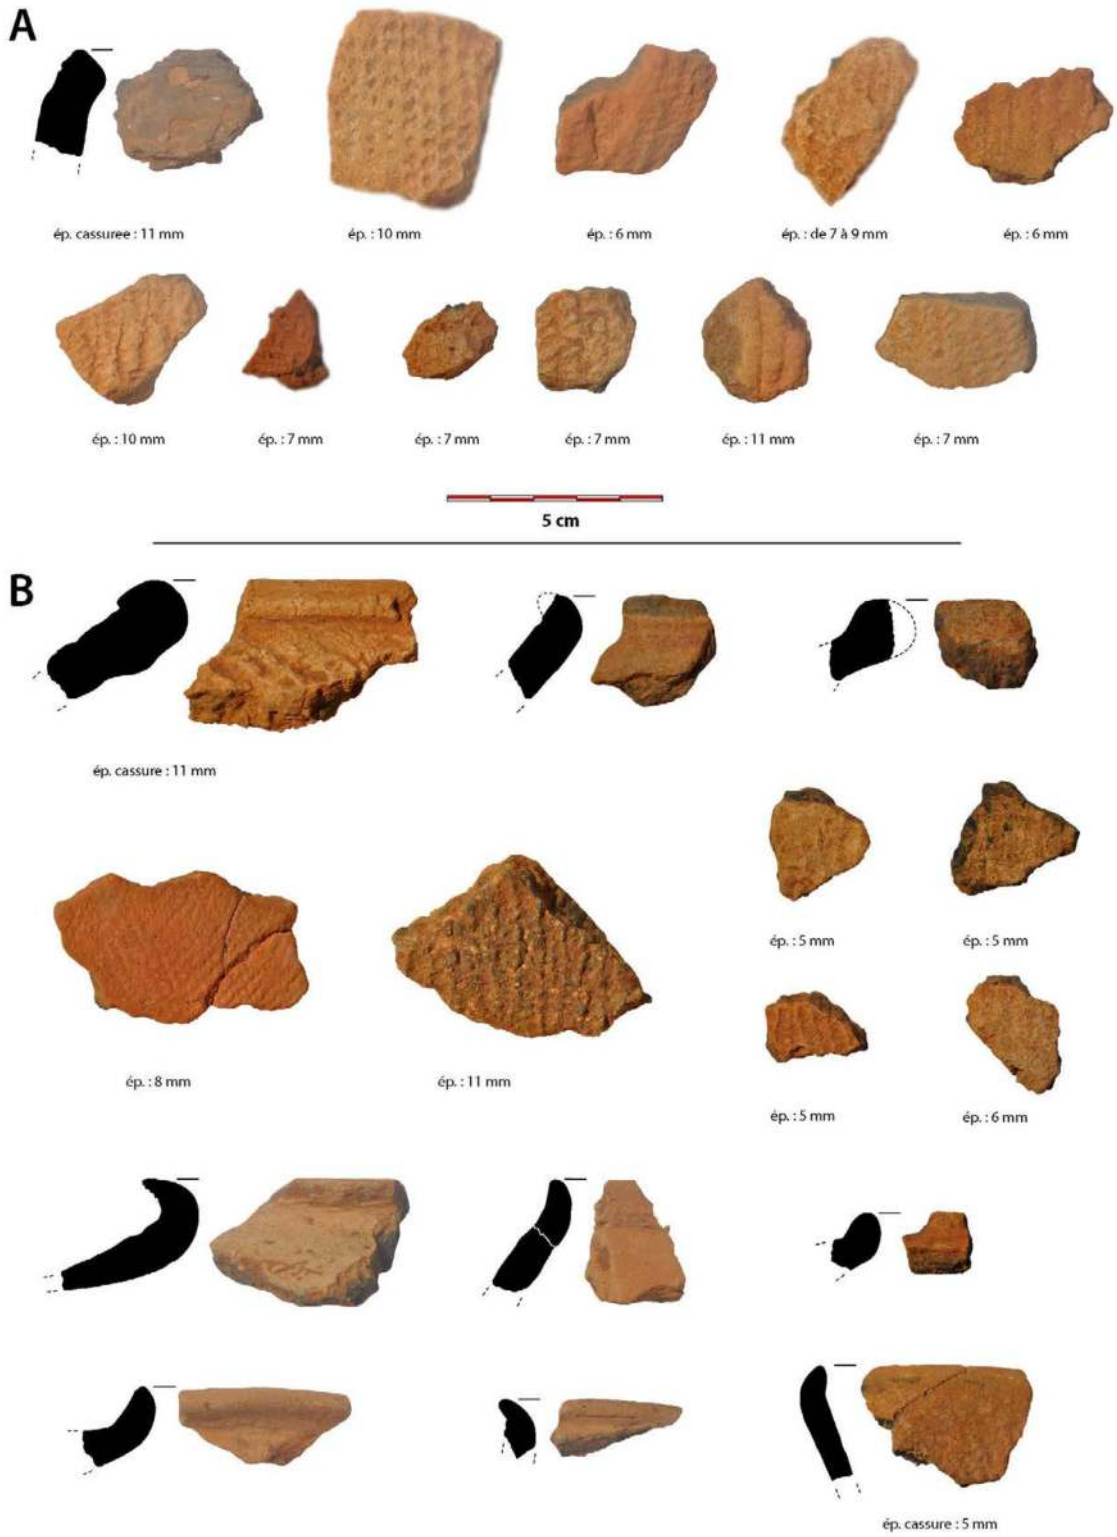 A
ép. cassuree : 11 mm
ép. : 10 mm
ép. : 6 mm
ép. : de 7 à 9 mm
ép. : 6 mm
ép. : 10 mm
ép. : 7 mm
ép. : 7 mm
ép. : 7 mm
ép. : 11 mm
ép. : 7 mm
5 cm
B
ép. cassure : 11 mm
ép. : 5 mm
ép. : 5 mm
ép. : 8 mm
ép. : 11 mm
ép. : 5 mm
ép. : 6 mm
ép. cassure : 5 mm